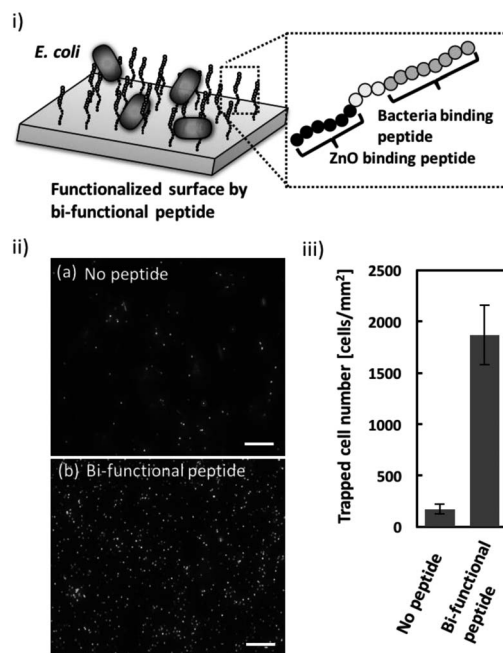 i)
E. coli
Bacteria binding
peptide
ZnO binding peptide
Functionalized surface by
bi-functional peptide
ii)
(a) No peptide
(b) Bi-functional peptide
iii)
Trapped cell number [cells/mm²]
2500
2000
1500
1000
500
0
No peptide
Bi-functional
peptide